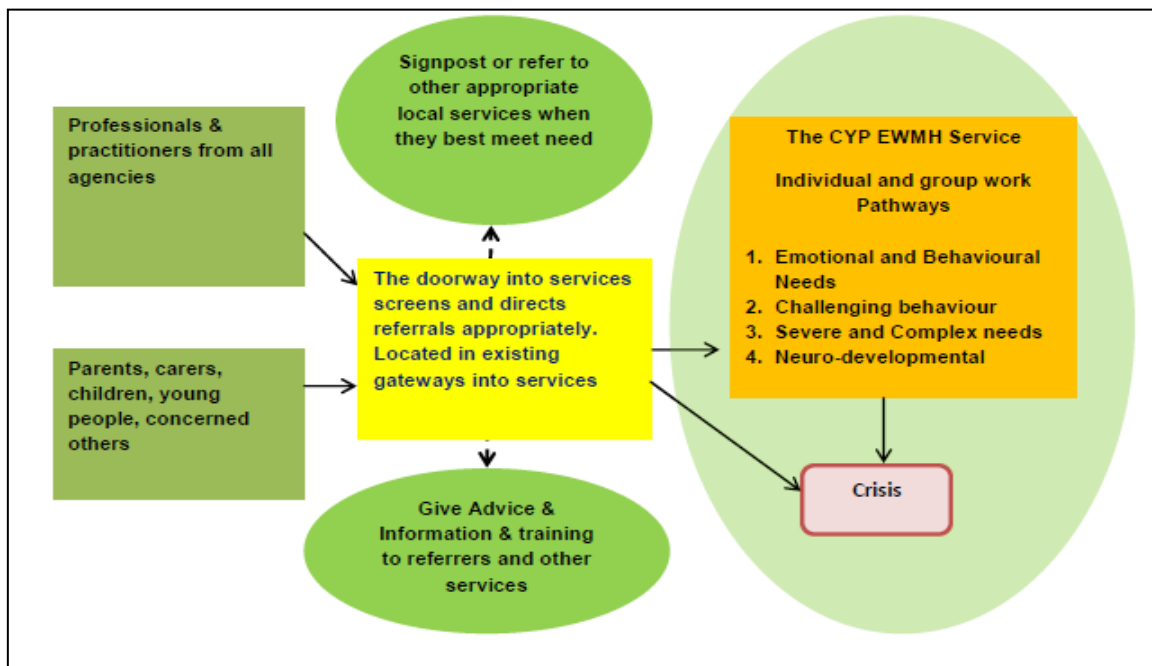 Professionals &
practitioners from all
agencies
Parents, carers,
children, young
people, concerned
others
Signpost or refer to
other appropriate
local services when
they best meet need
The doorway into services
screens and directs
referrals appropriately.
Located in existing
gateways into services
Give Advice &
Information & training
to referrers and other
services
The CYP EWMH Service
Individual and group work
Pathways
1. Emotional and Behavioural
Needs
2. Challenging behaviour
3. Severe and Complex needs
4. Neuro-developmental
Crisis